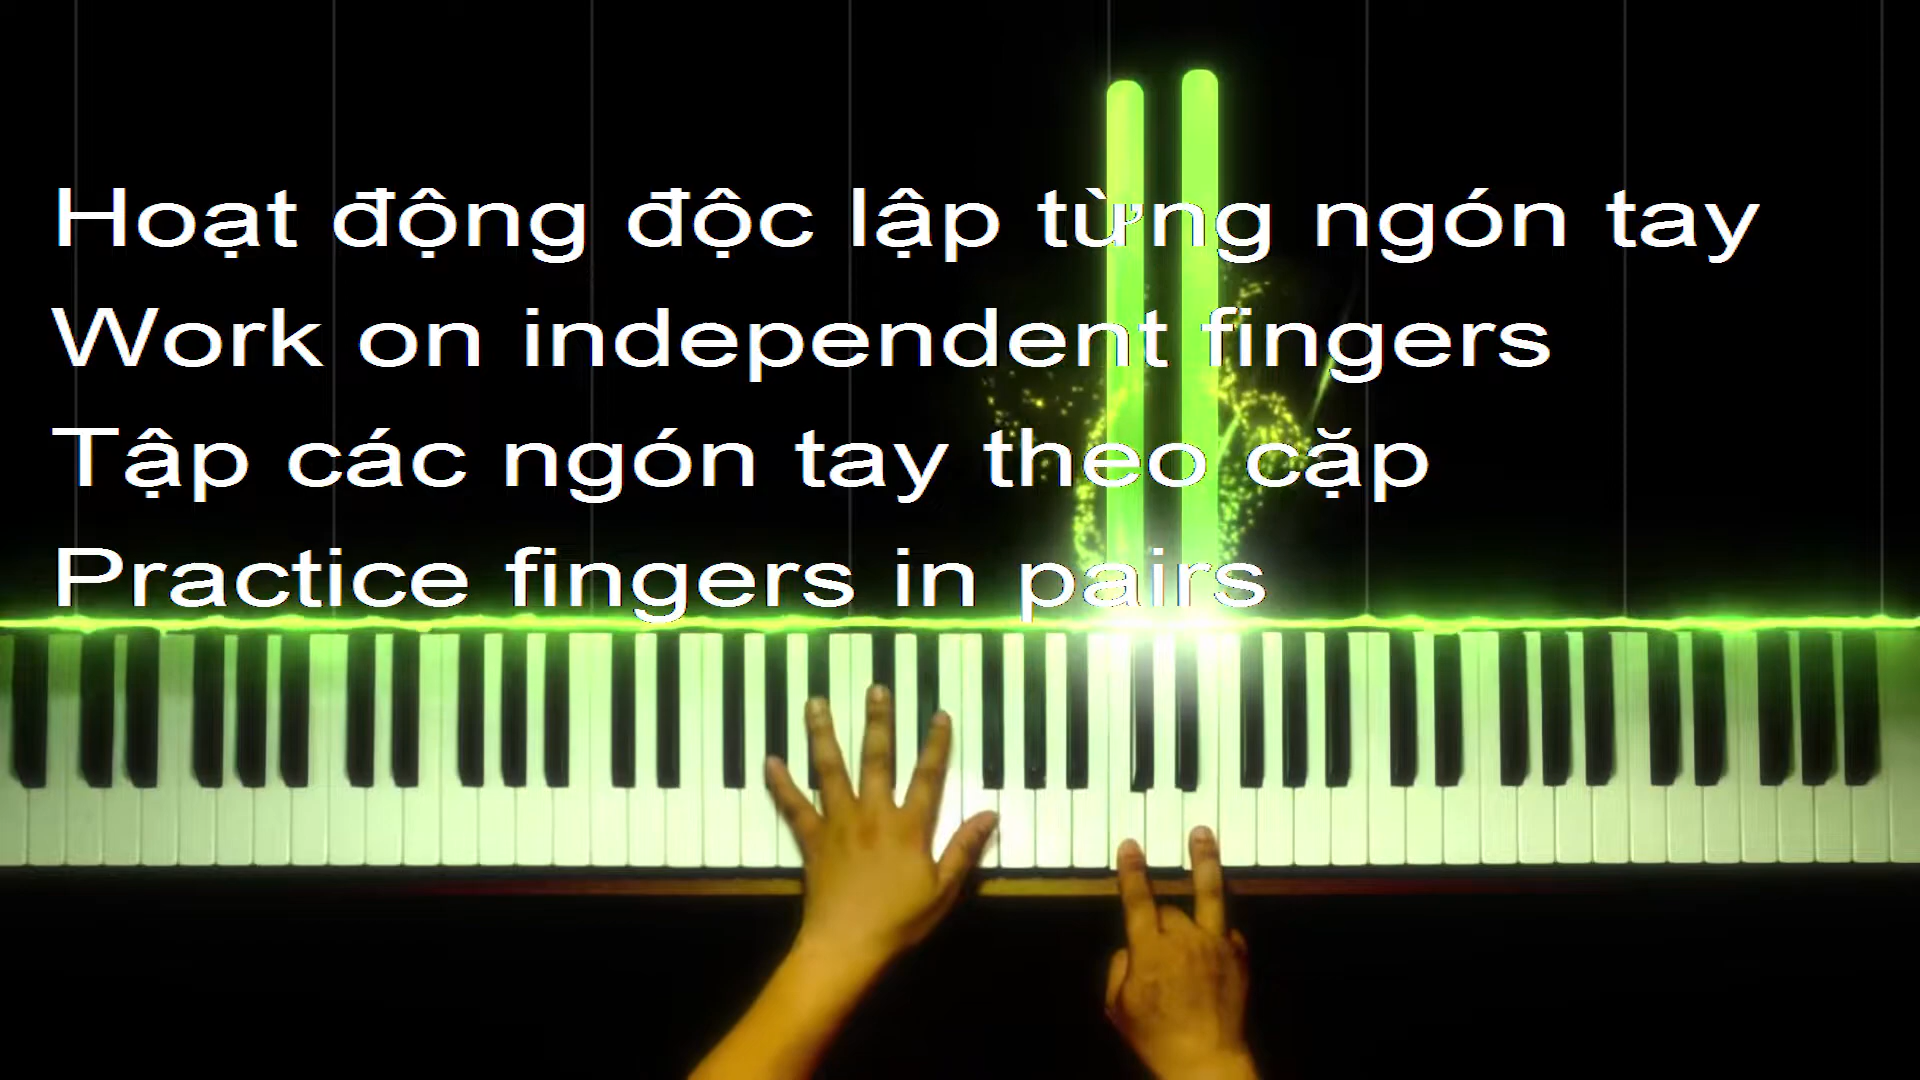 Hoạt động độc lập từng ngón tay
Work on independent fingers
Tập các ngón tay theo cặp
Practice fingers in pairs